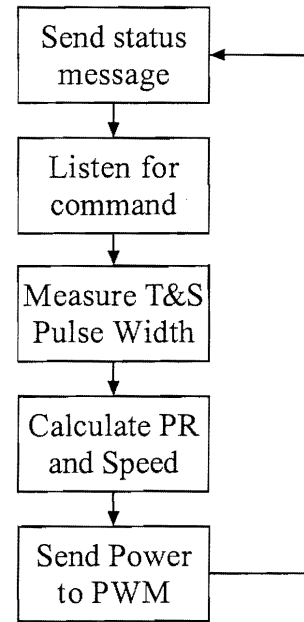 Send status
message
Listen for
command
Measure T&S
Pulse Width
Calculate PR
and Speed
Send Power
to PWM